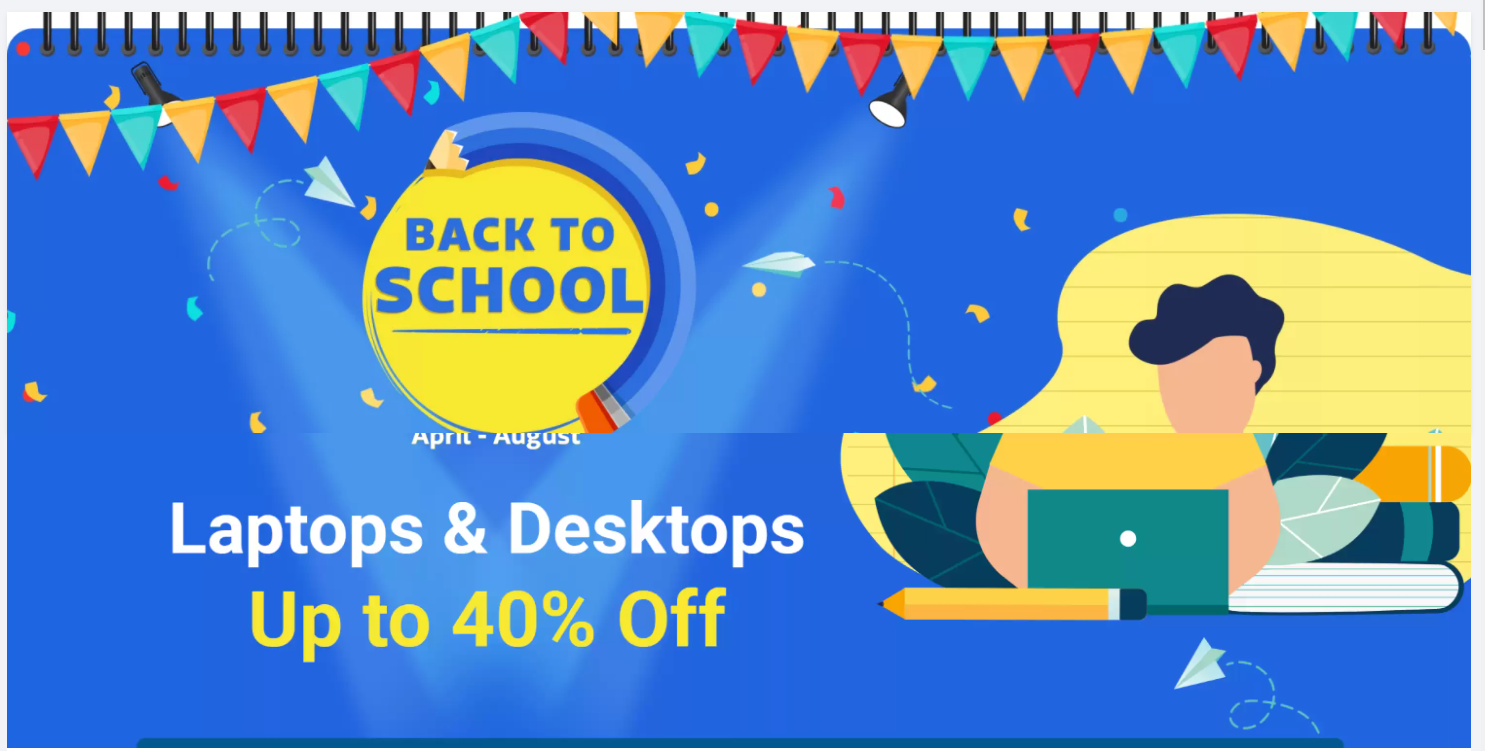 BACK TO
SCHOOL
April - August
Laptops & Desktops
Up to 40% Off